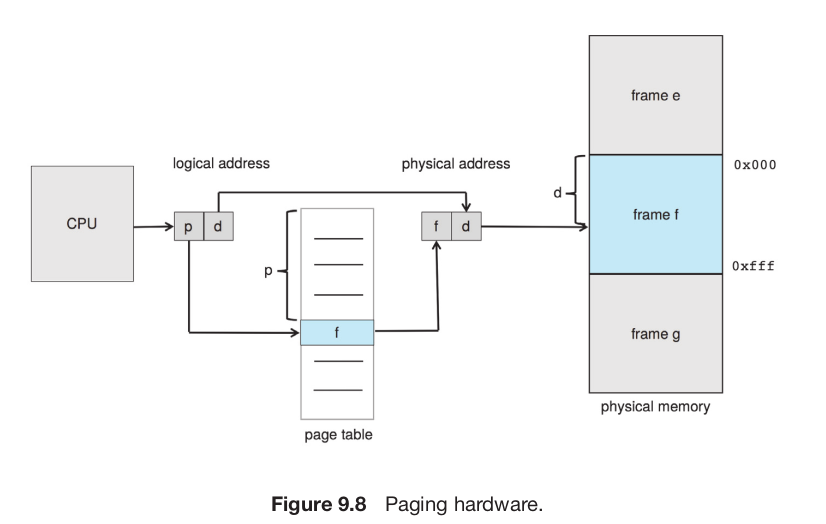 frame e
logical address
physical address
0x000
CPU
p
d
f
d
d
frame f
p
0xfff
f
frame g
physical memory
page table
Figure 9.8 Paging hardware.